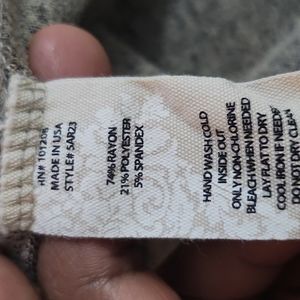 RN# 101258
MADE IN USA
STYLE# SAR23
74% RAYON
21% POLYESTER
5% SPANDEX
HAND WASH COLD
INSIDE OUT
ONLY NON-CHLORINE
BLEACH WHEN NEEDED
LAY FLAT TO DRY
COOL IRON IF NEEDED
DO NOT DRY CLEAN